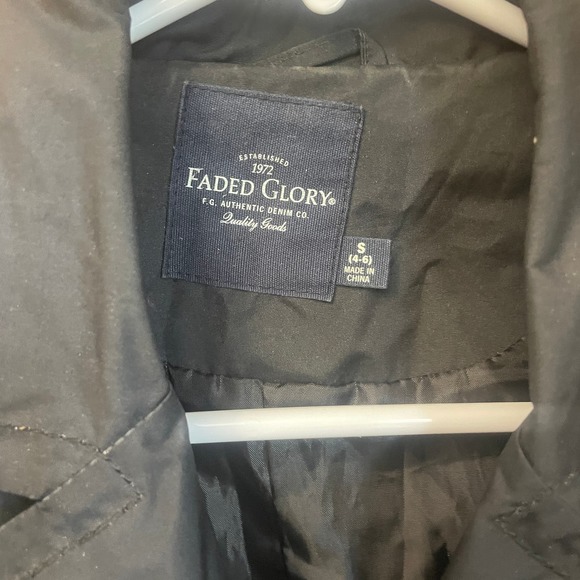 ESTABLISHED
1972
FADED GLORY®
F.G. AUTHENTIC DENIM CO.
Quality Goods
S
(4-6)
MADE IN
CHINA